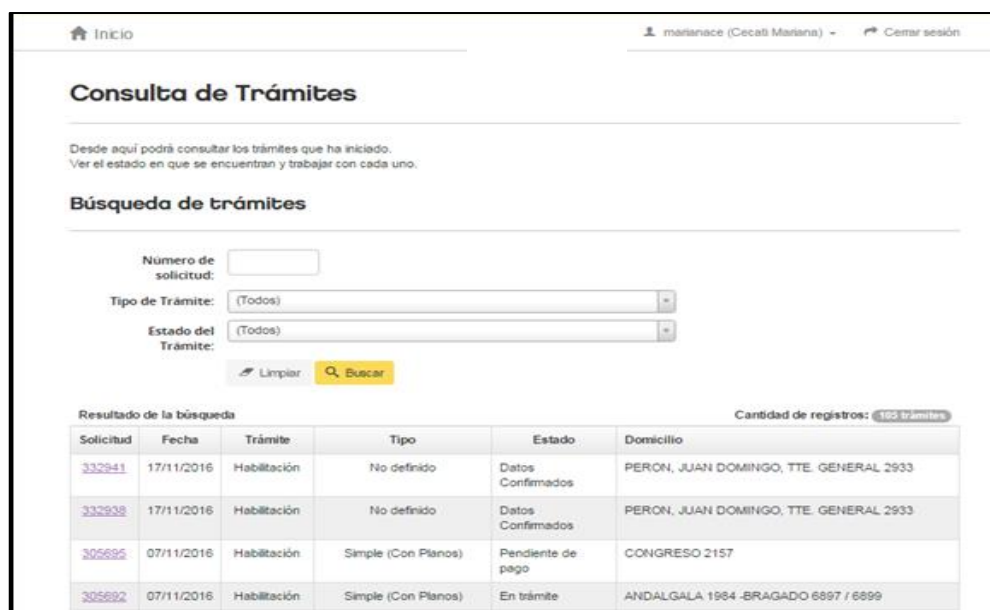 Inicio
marianace (Cecati Mariana)
Cerrar sesión
Consulta de Trámites
Desde aquí podrá consultar los trámites que ha iniciado.
Ver el estado en que se encuentran y trabajar con cada uno.
Búsqueda de trámites
Número de
solicitud:
Tipo de Trámite: (Todos)
Estado del
Trámite:
(Todos)
Limpiar Buscar
Resultado de la búsqueda Cantidad de registros: 105 trámites
Solicitud Fecha Trámite Tipo Estado Domicilio
332941 17/11/2016 Habilitación No definido Datos
Confirmados
PERON, JUAN DOMINGO, TTE. GENERAL 2933
332938 17/11/2016 Habilitación No definido Datos
Confirmados
PERON, JUAN DOMINGO, TTE. GENERAL 2933
305695 07/11/2016 Habilitación Simple (Con Planos) Pendiente de
pago
CONGRESO 2157
305692 07/11/2016 Habilitación Simple (Con Planos) En trámite ANDALGALA 1984 -BRAGADO 6897 / 6899